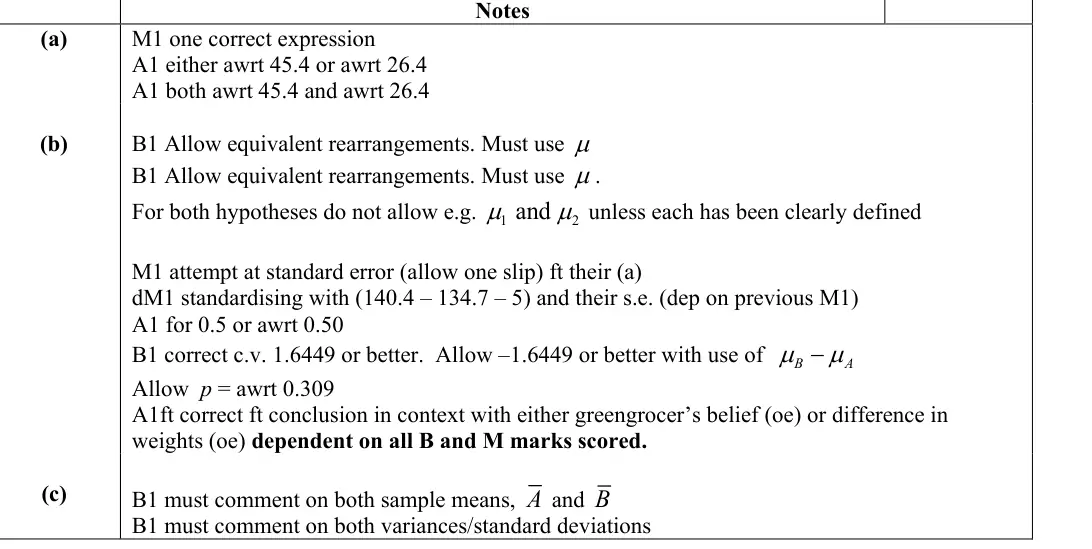 Notes
(a) M1 one correct expression
A1 either awrt 45.4 or awrt 26.4
A1 both awrt 45.4 and awrt 26.4
(b) B1 Allow equivalent rearrangements. Must use μ
B1 Allow equivalent rearrangements. Must use μ .
For both hypotheses do not allow e.g. μ₁ and μ₂ unless each has been clearly defined
M1 attempt at standard error (allow one slip) ft their (a)
dM1 standardising with (140.4 – 134.7 – 5) and their s.e. (dep on previous M1)
A1 for 0.5 or awrt 0.50
B1 correct c.v. 1.6449 or better. Allow –1.6449 or better with use of μ_B – μ_A
Allow p = awrt 0.309
A1ft correct ft conclusion in context with either greengrocer’s belief (oe) or difference in
weights (oe) dependent on all B and M marks scored.
(c) B1 must comment on both sample means, A̅ and B̅
B1 must comment on both variances/standard deviations